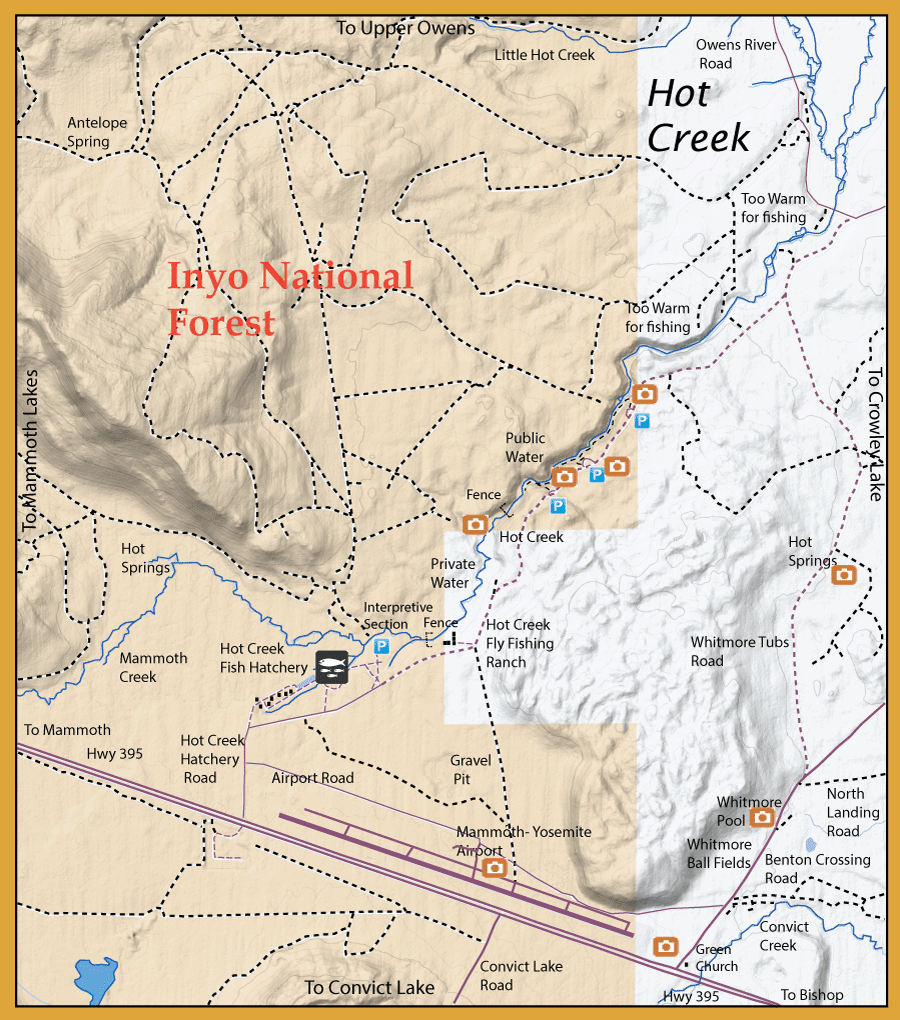 To Upper Owens
Little Hot Creek
Owens River
Road
Hot
Creek
Antelope
Spring
Too Warm
for fishing
Inyo National
Forest
Too Warm
for fishing
To Mammoth Lakes
To Crowley Lake
Public
Water
P
P
P
Fence
Hot Creek
Hot
Springs
Hot
Springs
Private
Water
Interpretive
Section
Fence
P
Hot Creek
Fly Fishing
Ranch
Hot Creek
Fish Hatchery
Mammoth
Creek
Whitmore Tubs
Road
To Mammoth
Hwy 395
Hot Creek
Hatchery
Road
Airport Road
Gravel
Pit
Mammoth- Yosemite
Airport
Whitmore
Pool
North
Landing
Road
Whitmore
Ball Fields
Benton Crossing
Road
Convict
Creek
Green
Church
Convict Lake
Road
To Convict Lake
Hwy 395
To Bishop